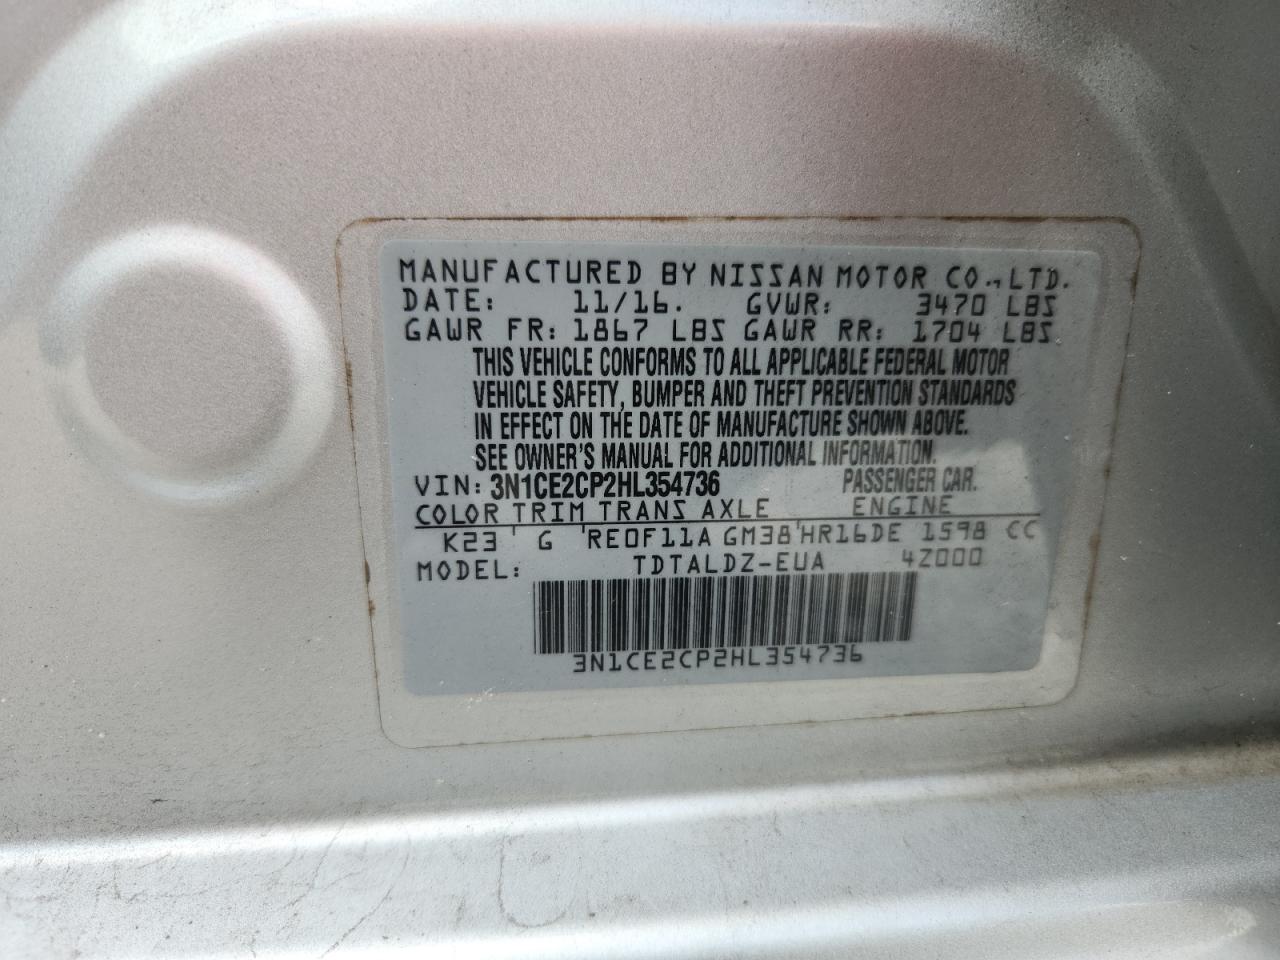 MANUFACTURED BY NISSAN MOTOR CO., LTD.
DATE: 11/16. GVWR: 3470 LBS
GAWR FR: 1867 LBS GAWR RR: 1704 LBS
THIS VEHICLE CONFORMS TO ALL APPLICABLE FEDERAL MOTOR
VEHICLE SAFETY, BUMPER AND THEFT PREVENTION STANDARDS
IN EFFECT ON THE DATE OF MANUFACTURE SHOWN ABOVE.
SEE OWNER'S MANUAL FOR ADDITIONAL INFORMATION.
VIN: 3N1CE2CP2HL354736 PASSENGER CAR.
COLOR TRIM TRANS AXLE ENGINE
K23 ' G 'RE0F11A GM38'HR16DE 1598 CC
MODEL: TDTALDZ-EUA 4Z000
3N1CE2CP2HL354736